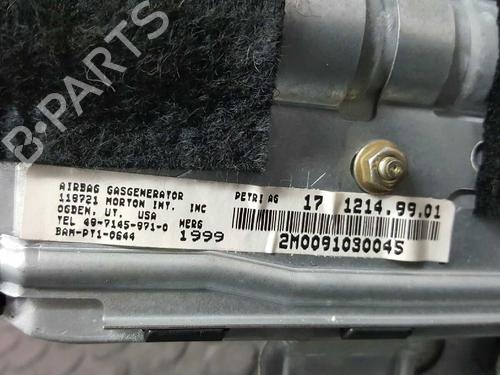 B-PARTS
AIRBAG GASGENERATOR
119721 MORTON INT. INC
OGDEN, UT. USA
TEL 49-7145-971-0
BAM-PT1-0644
MERG
1999
PETRI AG
17 1214.99.01
2M0091030045